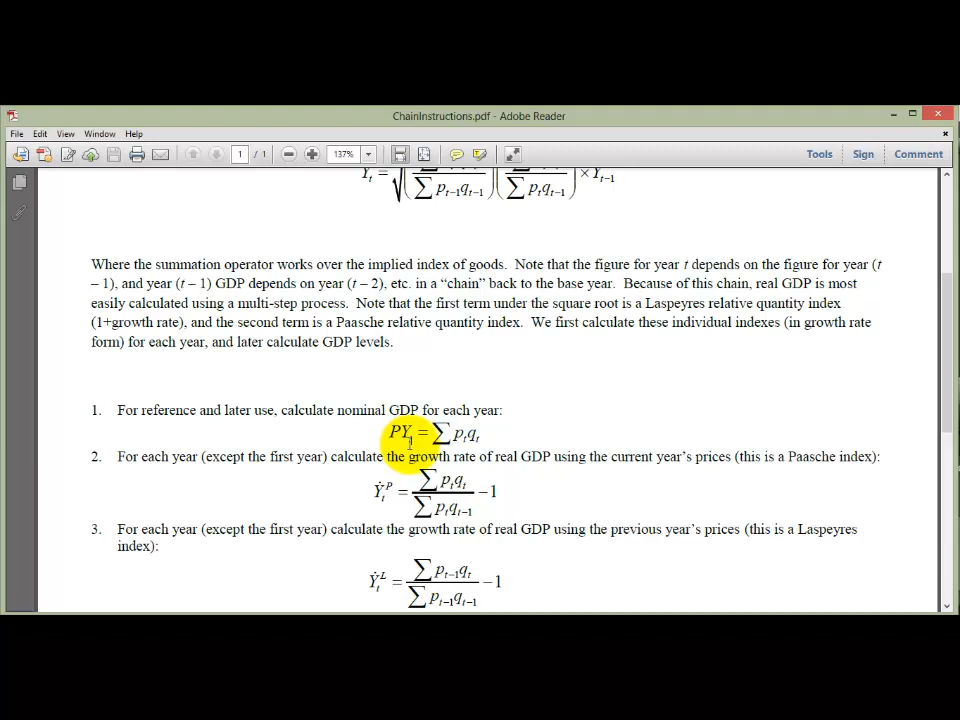 ChainInstructions.pdf - Adobe Reader
File Edit View Window Help
1 / 1 137% Tools Sign Comment
Y_t = √( / ∑ p_{t−1}q_{t−1} )( / ∑ p_t q_{t−1} ) × Y_{t−1}
Where the summation operator works over the implied index of goods. Note that the figure for year t depends on the figure for year (t
– 1), and year (t – 1) GDP depends on year (t – 2), etc. in a “chain” back to the base year. Because of this chain, real GDP is most
easily calculated using a multi-step process. Note that the first term under the square root is a Laspeyres relative quantity index
(1+growth rate), and the second term is a Paasche relative quantity index. We first calculate these individual indexes (in growth rate
form) for each year, and later calculate GDP levels.
1. For reference and later use, calculate nominal GDP for each year:
PY_t = ∑ p_t q_t
2. For each year (except the first year) calculate the growth rate of real GDP using the current year’s prices (this is a Paasche index):
Ẏ_t^P = ∑ p_t q_t / ∑ p_t q_{t−1} − 1
3. For each year (except the first year) calculate the growth rate of real GDP using the previous year’s prices (this is a Laspeyres
index):
Ẏ_t^L = ∑ p_{t−1}q_t / ∑ p_{t−1}q_{t−1} − 1